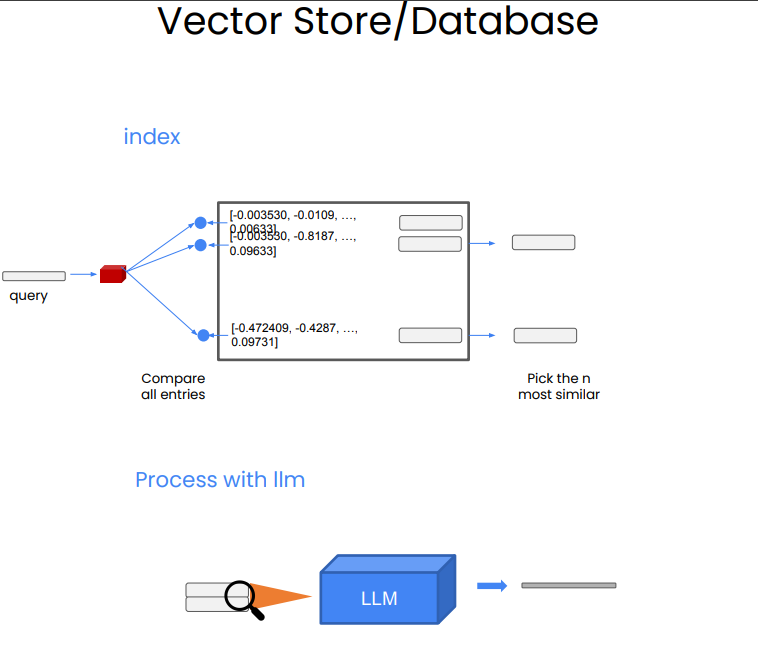 Vector Store/Database
index
[-0.003530, -0.0109, …,
0.00633]
[-0.003530, -0.8187, …,
0.09633]
query
[-0.472409, -0.4287, …,
0.09731]
Compare
all entries
Pick the n
most similar
Process with llm
LLM